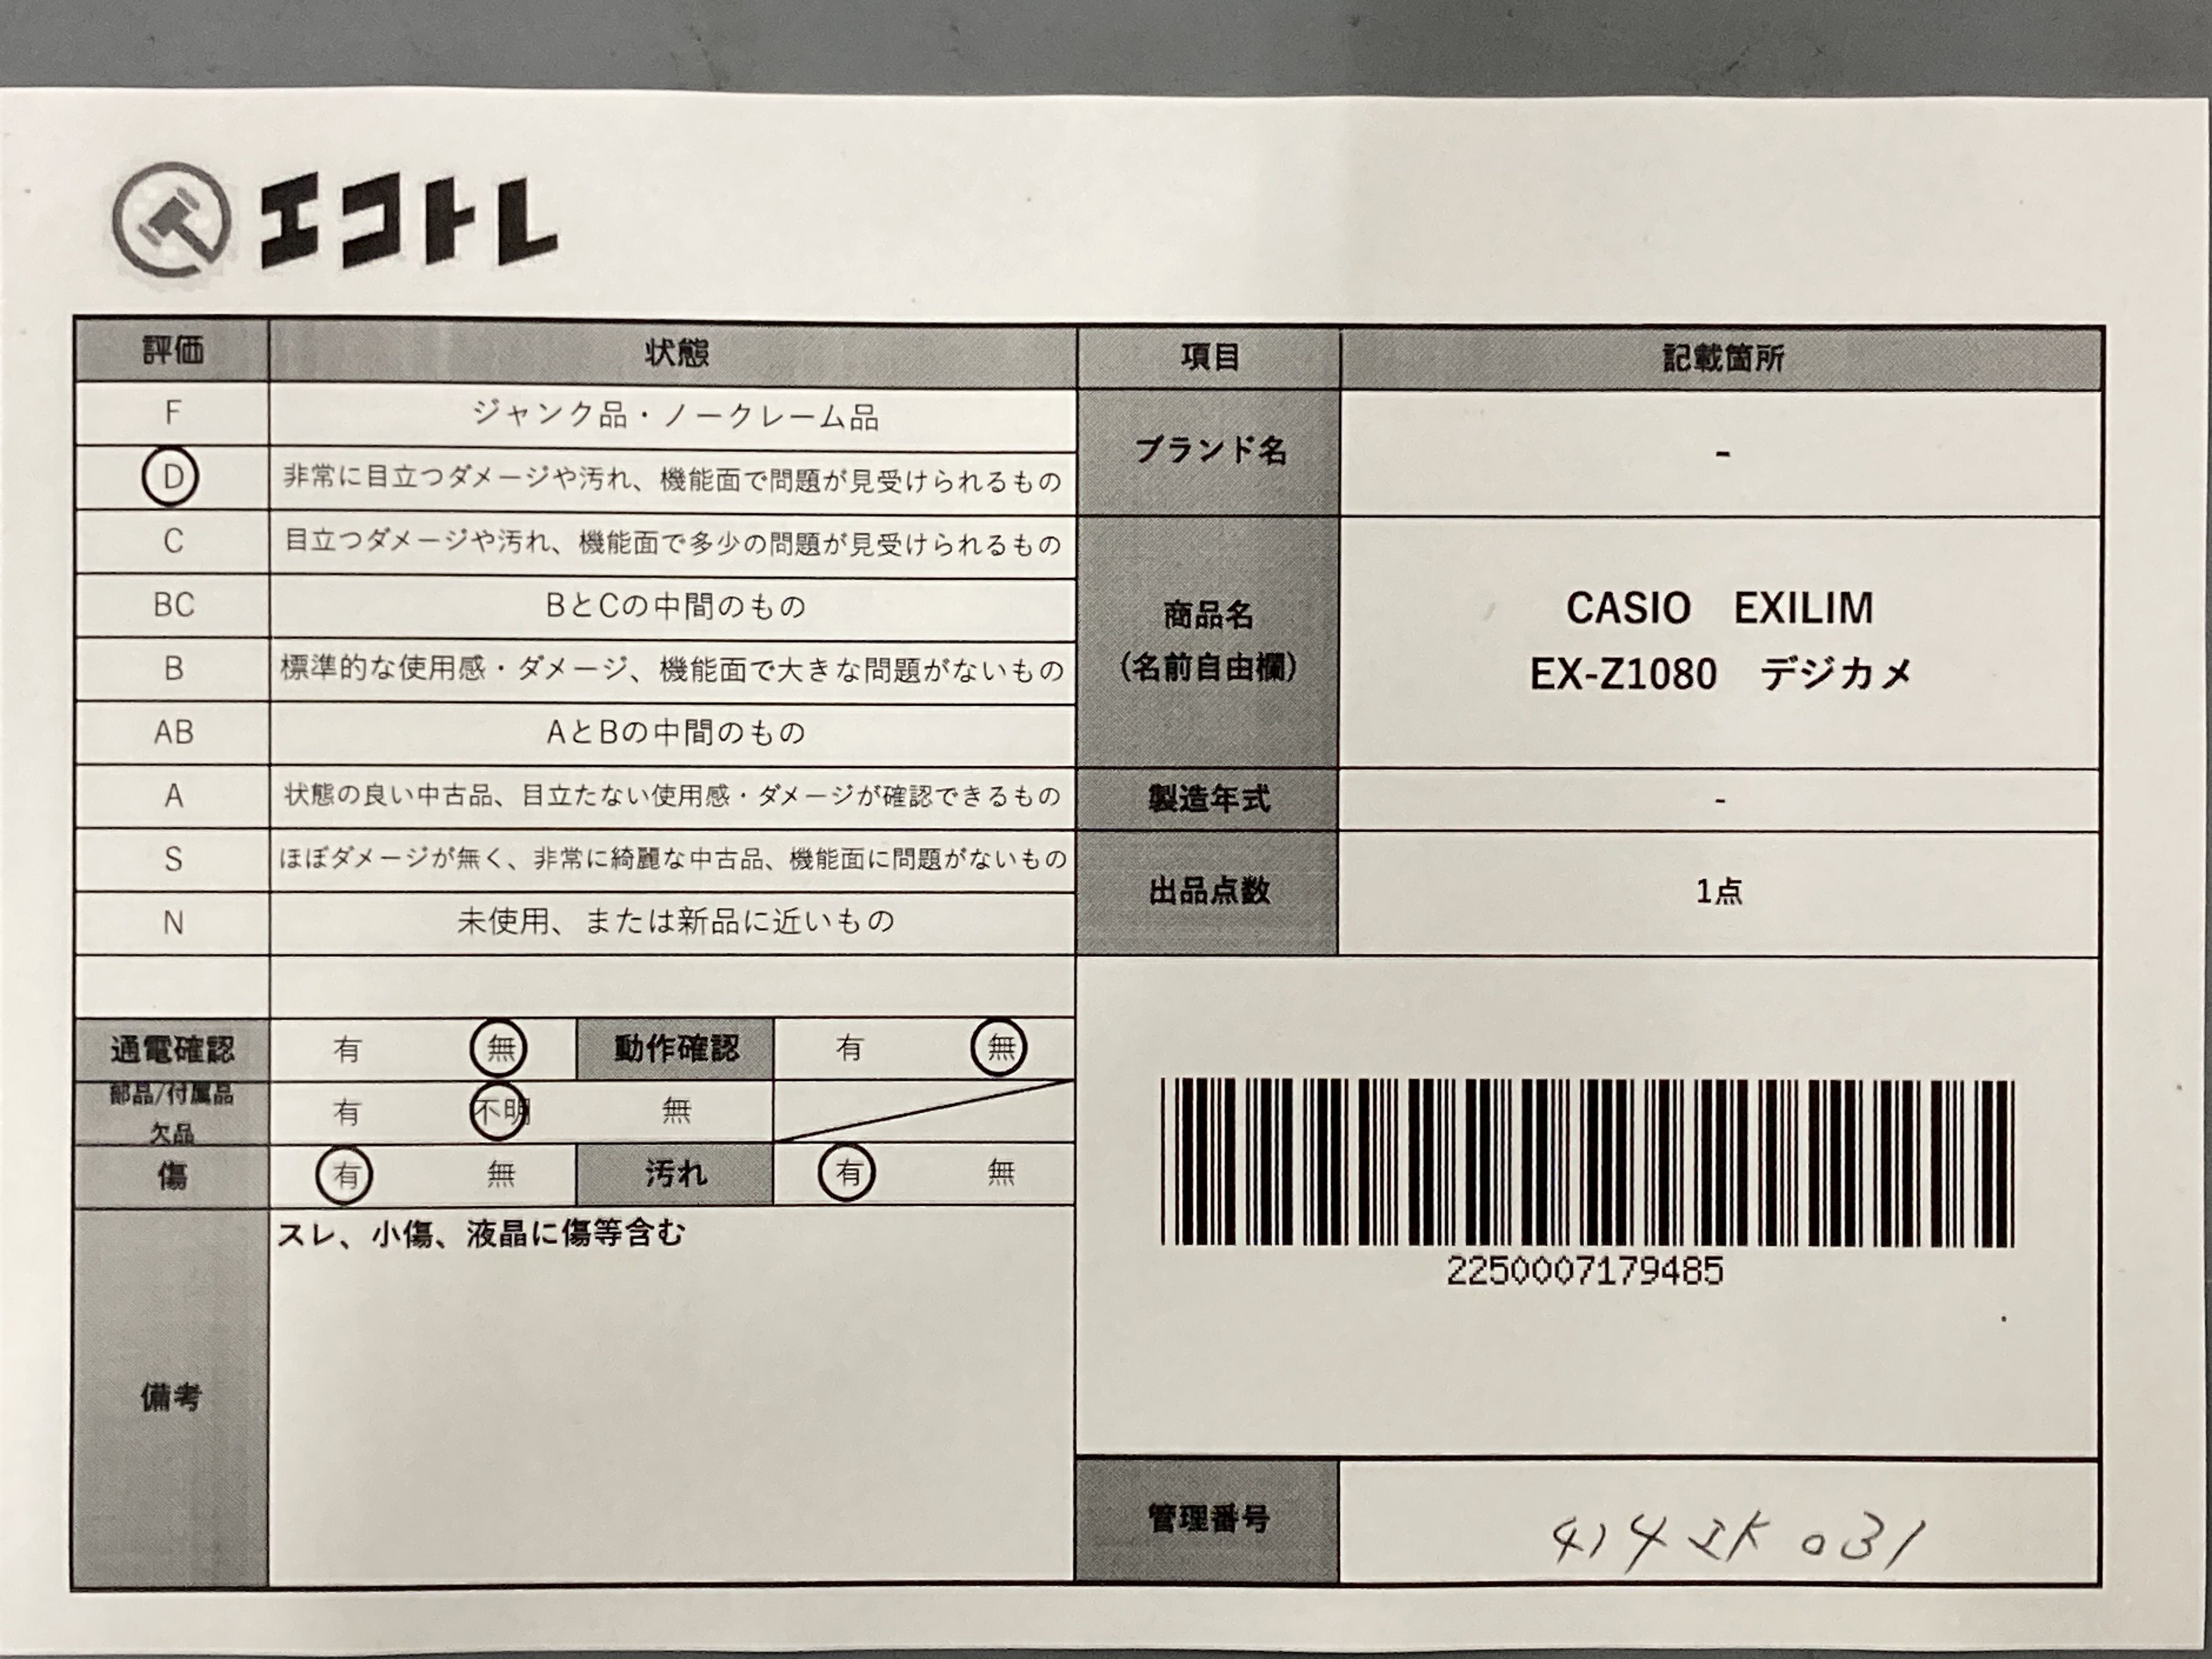 エコトレ
評価 状態 項目 記載箇所
F ジャンク品・ノークレーム品
D 非常に目立つダメージや汚れ、機能面で問題が見受けられるもの
ブランド名 -
C 目立つダメージや汚れ、機能面で多少の問題が見受けられるもの
BC BとCの中間のもの
B 標準的な使用感・ダメージ、機能面で大きな問題がないもの
商品名
(名前自由欄)
CASIO EXILIM
EX-Z1080 デジカメ
AB AとBの中間のもの
A 状態の良い中古品、目立たない使用感・ダメージが確認できるもの
製造年式 -
S ほぼダメージが無く、非常に綺麗な中古品、機能面に問題がないもの
出品点数 1点
N 未使用、または新品に近いもの
通電確認 有 無 動作確認 有 無
部品/付属品
欠品
有 不明 無
傷 有 無 汚れ 有 無
備考
スレ、小傷、液晶に傷等含む
2250007179485
管理番号 414 IK 031